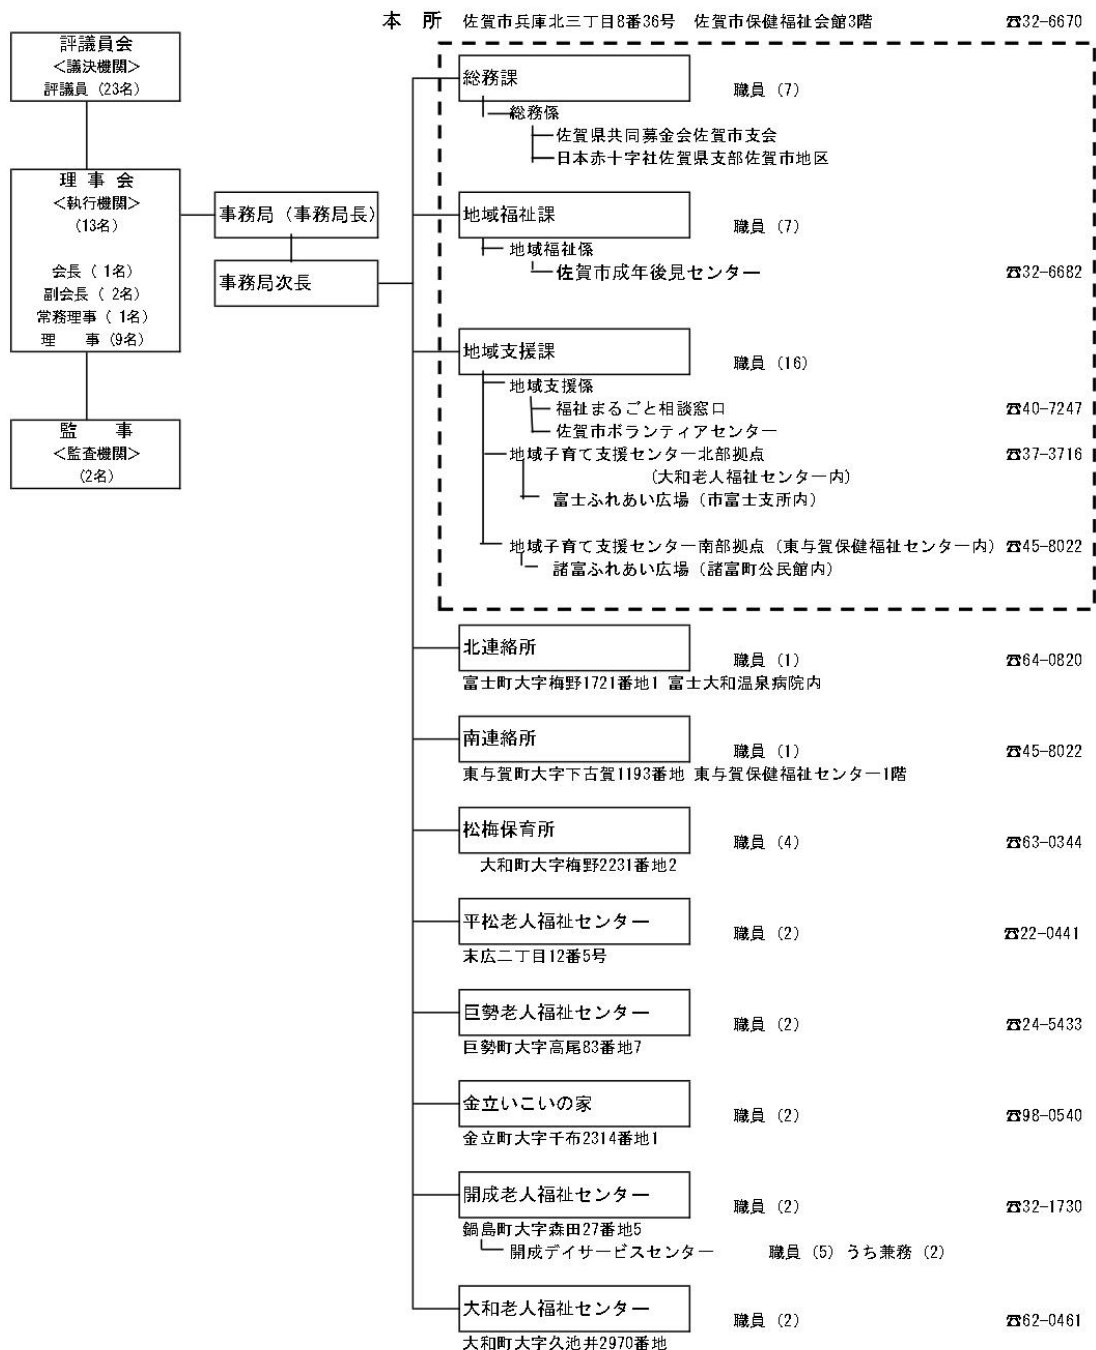 本 所 佐賀市兵庫北三丁目8番36号 佐賀市保健福祉会館3階 ☎32-6670
評議員会
＜議決機関＞
評議員（23名）
理 事 会
＜執行機関＞
(13名)
会長（ 1名）
副会長（ 2名）
常務理事（ 1名）
理 事（9名）
監 事
＜監査機関＞
(2名)
事務局（事務局長）
事務局次長
総務課 職員（7）
総務係
佐賀県共同募金会佐賀市支会
日本赤十字社佐賀県支部佐賀市地区
地域福祉課 職員（7）
地域福祉係
佐賀市成年後見センター ☎32-6682
地域支援課 職員（16）
地域支援係
福祉まるごと相談窓口 ☎40-7247
佐賀市ボランティアセンター
地域子育て支援センター北部拠点 ☎37-3716
（大和老人福祉センター内）
富士ふれあい広場（市富士支所内）
地域子育て支援センター南部拠点（東与賀保健福祉センター内）☎45-8022
諸富ふれあい広場（諸富町公民館内）
北連絡所 職員（1） ☎64-0820
富士町大字梅野1721番地1 富士大和温泉病院内
南連絡所 職員（1） ☎45-8022
東与賀町大字下古賀1193番地 東与賀保健福祉センター1階
松梅保育所 職員（4） ☎63-0344
大和町大字梅野2231番地2
平松老人福祉センター 職員（2） ☎22-0441
末広二丁目12番5号
巨勢老人福祉センター 職員（2） ☎24-5433
巨勢町大字高尾83番地7
金立いこいの家 職員（2） ☎98-0540
金立町大字千布2314番地1
開成老人福祉センター 職員（2） ☎32-1730
鍋島町大字森田27番地5
開成デイサービスセンター 職員（5）うち兼務（2）
大和老人福祉センター 職員（2） ☎62-0461
大和町大字久池井2970番地